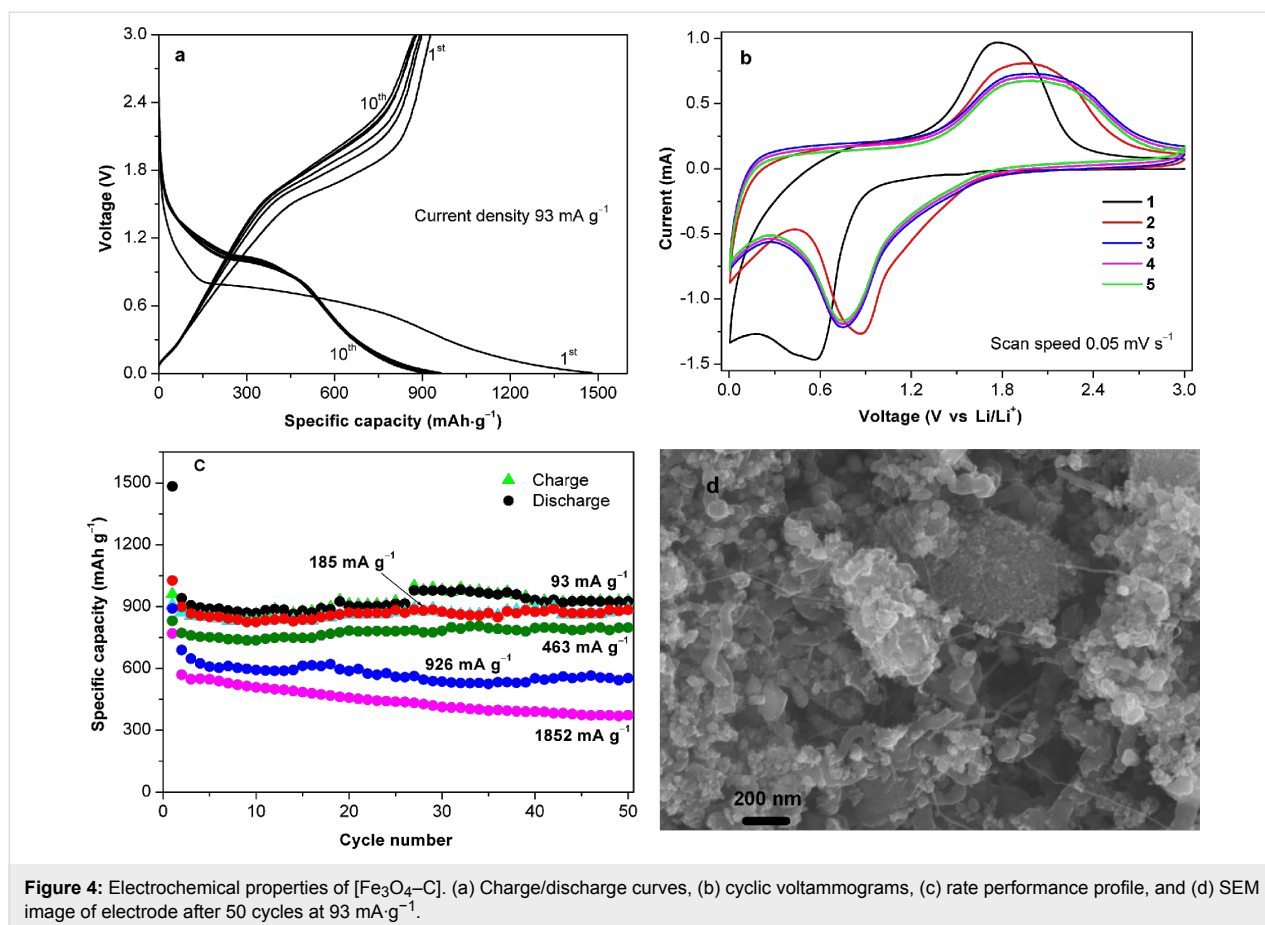 a
3.0
2.4
1.8
1.2
0.6
0.0
Voltage (V)
1st
10th
Current density 93 mA g−1
10th
1st
0 300 600 900 1200 1500
Specific capacity (mAh·g−1)
b
1.0
0.5
0.0
-0.5
-1.0
-1.5
Current (mA)
1
2
3
4
5
Scan speed 0.05 mV s−1
0.0 0.6 1.2 1.8 2.4 3.0
Voltage (V vs Li/Li+)
c
1500
1200
900
600
300
0
Specific capacity (mAh g−1)
Charge
Discharge
185 mA g−1
93 mA g−1
463 mA g−1
926 mA g−1
1852 mA g−1
0 10 20 30 40 50
Cycle number
d
200 nm
Figure 4: Electrochemical properties of [Fe3O4–C]. (a) Charge/discharge curves, (b) cyclic voltammograms, (c) rate performance profile, and (d) SEM
image of electrode after 50 cycles at 93 mA·g−1.